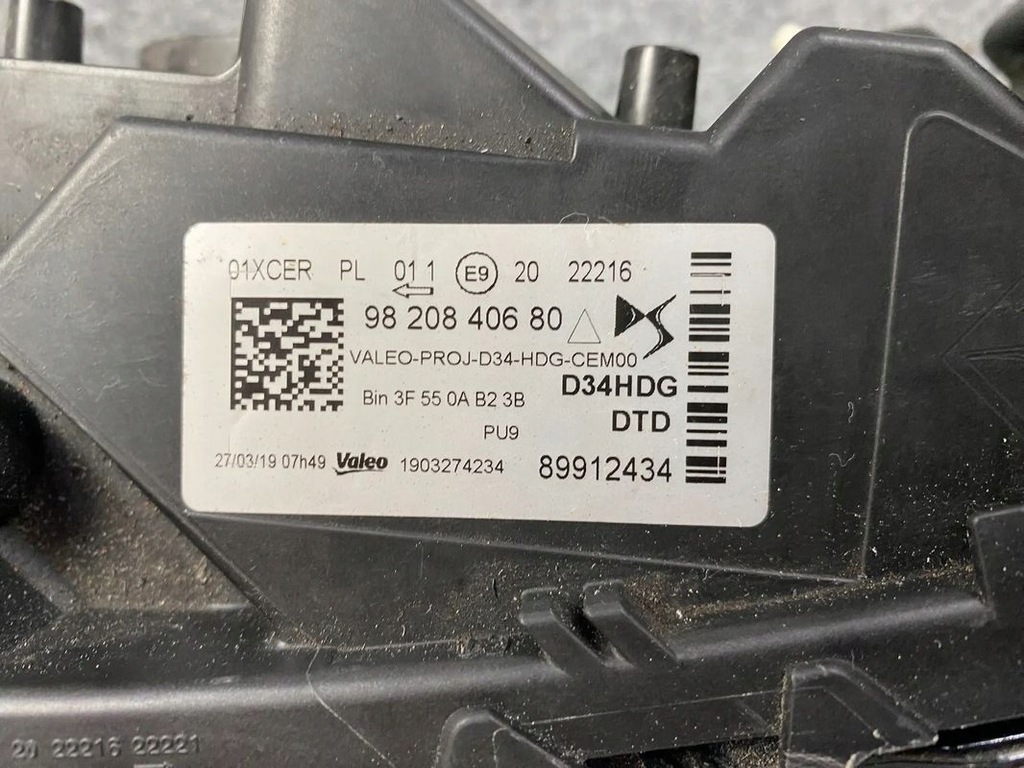 01XCER PL 01 1 E9 20 22216
98 208 406 80 DS
VALEO-PROJ-D34-HDG-CEM00
Bin 3F 55 0A B2 3B D34HDG
PU9 DTD
27/03/19 07h49 Valeo 1903274234 89912434
20 22216 22221